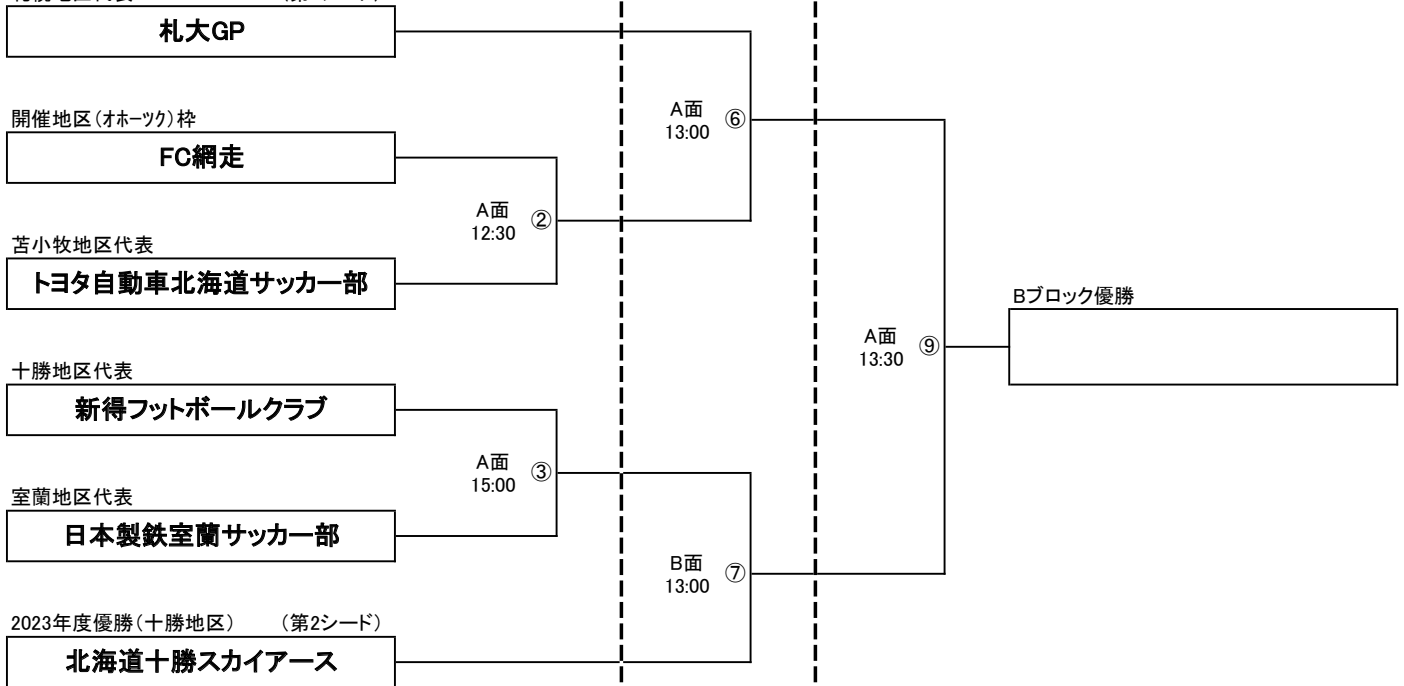 札大GP
開催地区(オホーツク)枠
FC網走
苫小牧地区代表
トヨタ自動車北海道サッカー部
十勝地区代表
新得フットボールクラブ
室蘭地区代表
日本製鉄室蘭サッカー部
2023年度優勝(十勝地区) (第2シード)
北海道十勝スカイアース
A面
12:30
②
A面
15:00
③
A面
13:00
⑥
B面
13:00
⑦
A面
13:30
⑨
Bブロック優勝